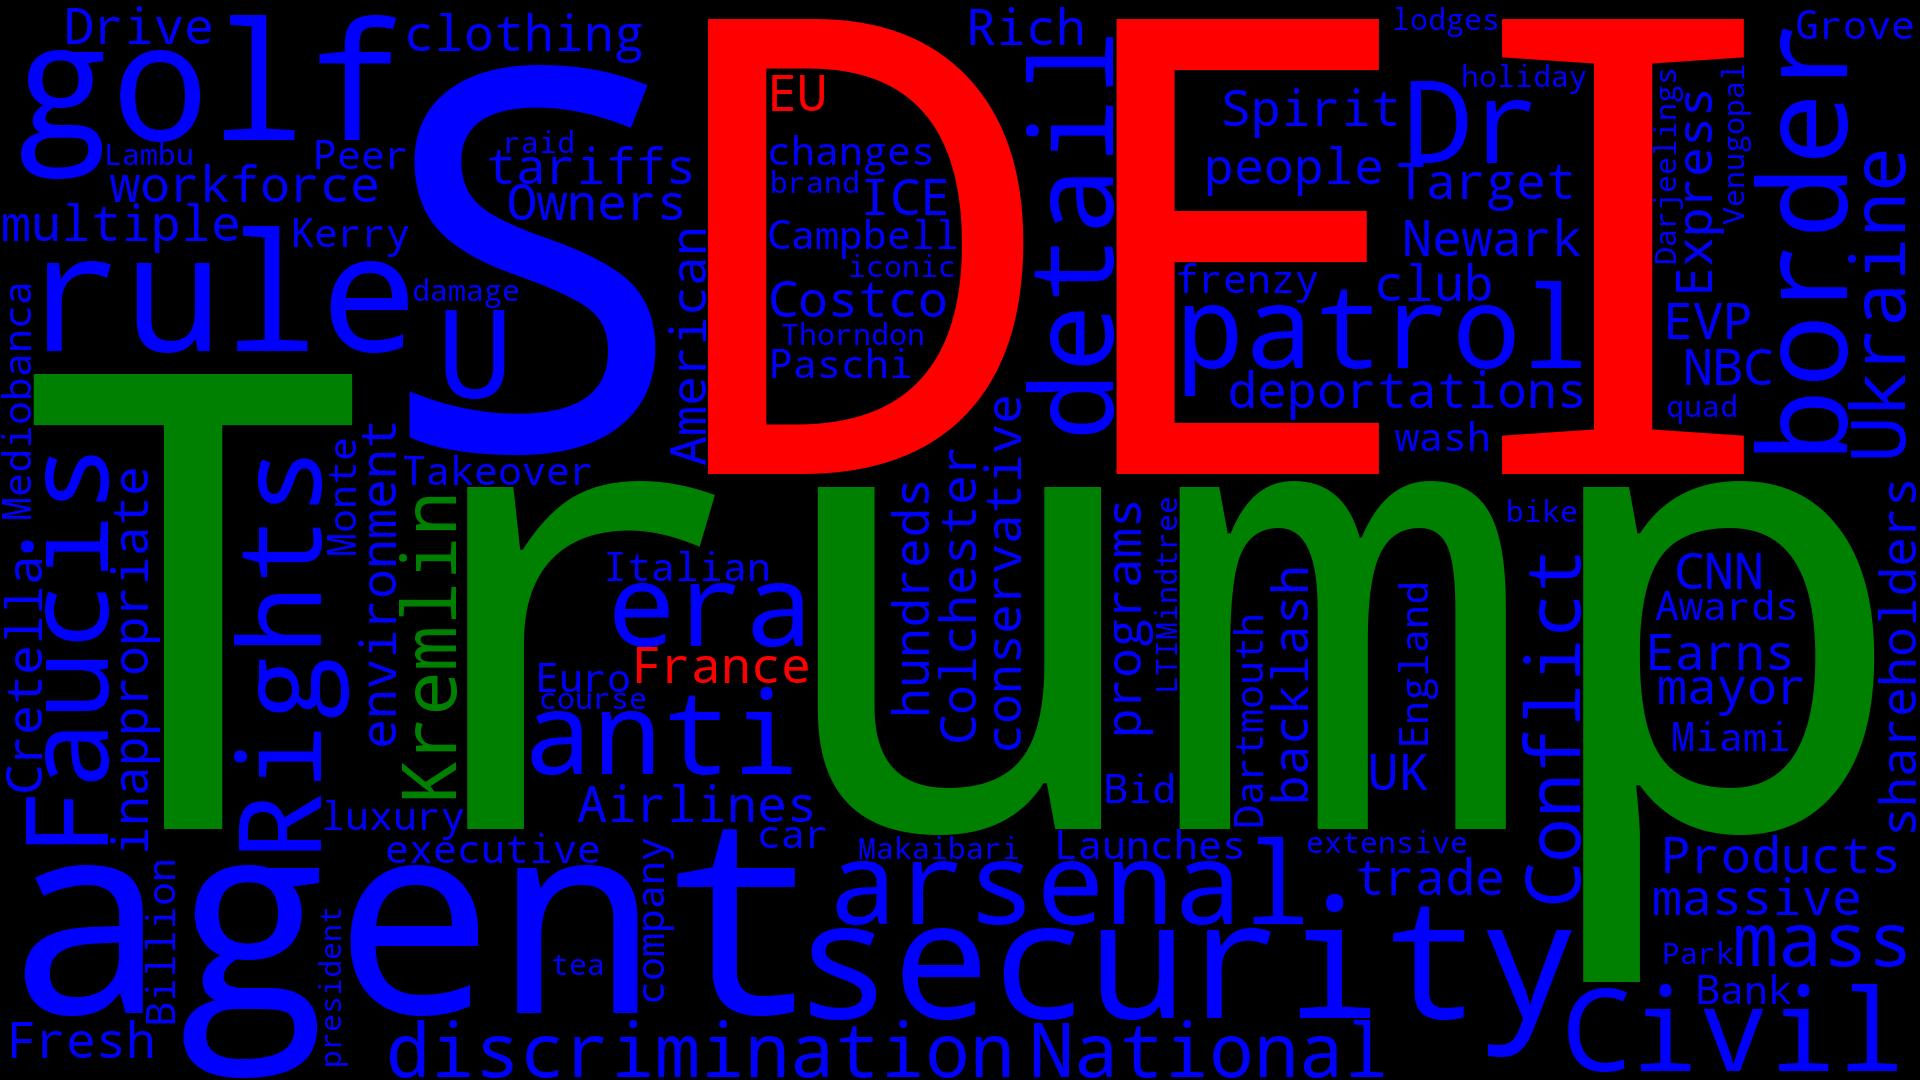 Drive
golf
clothing
S
DEI
EU
Rich
detail
lodges
Grove
holiday
Spirit
Dr
people
Target
Darjeelings
Express
Venugopal
border
Ukraine
Lambu
Peer
workforce
raid
tariffs
Owners
multiple
Kerry
rule
damage
U
American
changes
brand
ICE
Campbell
iconic
Costco
Thorndon
Paschi
Newark
frenzy
club
patrol
deportations
wash
EVP
NBC
quad
Mediobanca
Trump
Takeover
Faucis
Cretella
inappropriate
Rights
Monte
environment
Kremlin
Italian
era
Euro
France
course
anti
Airlines
hundreds
Colchester
conservative
programs
LTIMindtree
Dartmouth
backlash
England
UK
Bid
bike
Conflict
CNN
Awards
Earns
mayor
Miami
shareholders
luxury
car
executive
company
Makaibari
Launches
extensive
trade
Products
massive
mass
Park
Bank
agent
arsenal
security
Billion
president
tea
Fresh
discrimination
National
Civil